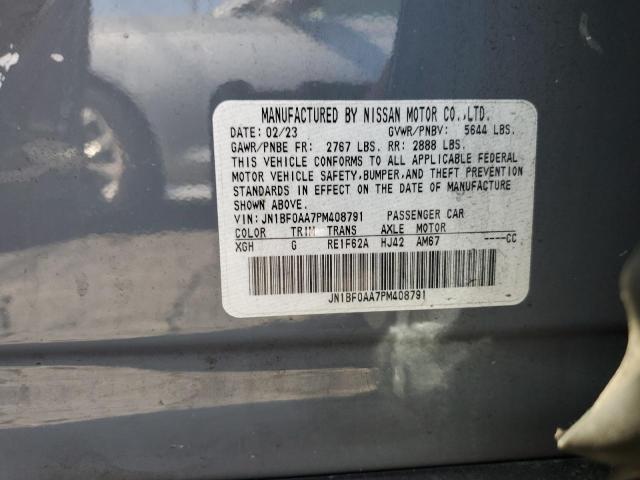 MANUFACTURED BY NISSAN MOTOR CO.,LTD.
DATE: 02/23 GVWR/PNBV: 5644 LBS.
GAWR/PNBE FR: 2767 LBS. RR: 2888 LBS.
THIS VEHICLE CONFORMS TO ALL APPLICABLE FEDERAL
MOTOR VEHICLE SAFETY, BUMPER, AND THEFT PREVENTION
STANDARDS IN EFFECT ON THE DATE OF MANUFACTURE
SHOWN ABOVE.
VIN: JN1BF0AA7PM408791 PASSENGER CAR
COLOR TRIM TRANS AXLE MOTOR
XGH G RE1F62A HJ42 AM67 ----CC
JN1BF0AA7PM408791